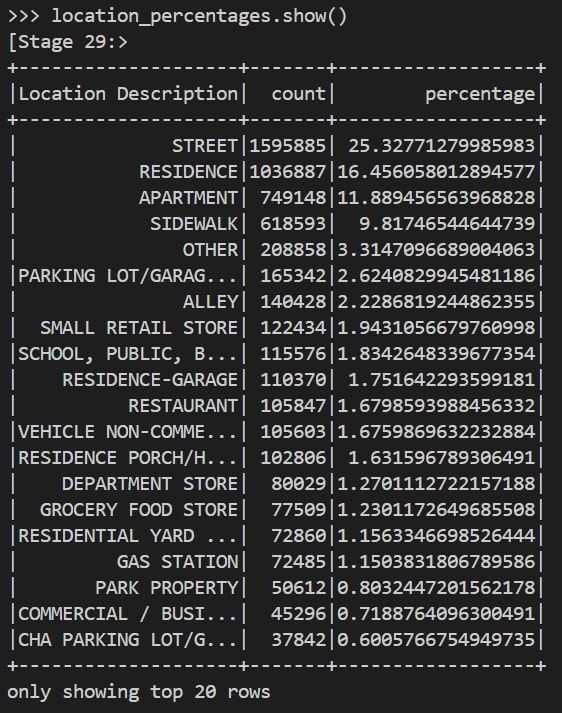 >>> location_percentages.show()
[Stage 29:>
+--------------------+-------+------------------+
|Location Description|  count|        percentage|
+--------------------+-------+------------------+
|              STREET|1595885| 25.32771279985983|
|           RESIDENCE|1036887|16.456058012894577|
|           APARTMENT| 749148|11.889456563968828|
|            SIDEWALK| 618593|  9.81746544644739|
|               OTHER| 208858|3.3147096689004063|
|PARKING LOT/GARAG...| 165342|2.6240829945481186|
|               ALLEY| 140428|2.2286819244862355|
|  SMALL RETAIL STORE| 122434|1.9431056679760998|
|SCHOOL, PUBLIC, B...| 115576|1.8342648339677354|
|    RESIDENCE-GARAGE| 110370| 1.751642293599181|
|          RESTAURANT| 105847|1.6798593988456332|
|VEHICLE NON-COMME...| 105603|1.6759869632232884|
|RESIDENCE PORCH/H...| 102806| 1.631596789306491|
|    DEPARTMENT STORE|  80029|1.2701112722157188|
|  GROCERY FOOD STORE|  77509|1.2301172649685508|
|RESIDENTIAL YARD ...|  72860|1.1563346698526444|
|         GAS STATION|  72485|1.1503831806789586|
|       PARK PROPERTY|  50612|0.8032447201562178|
|COMMERCIAL / BUSI...|  45296|0.7188764096300491|
|CHA PARKING LOT/G...|  37842|0.6005766754949735|
+--------------------+-------+------------------+
only showing top 20 rows